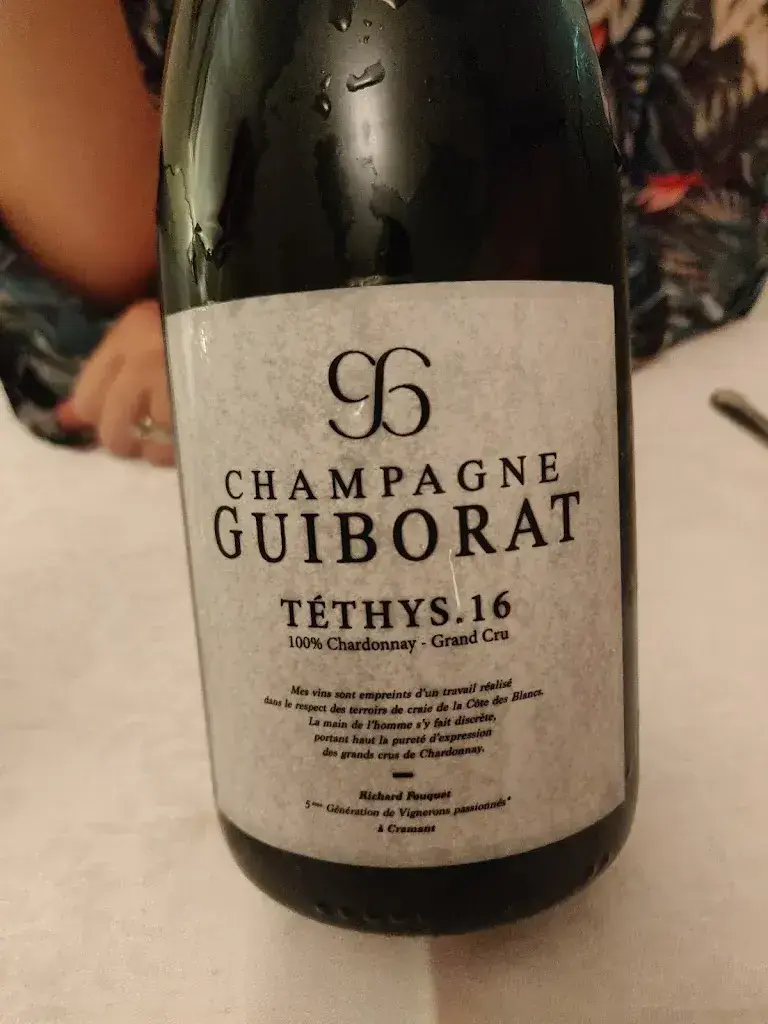 CHAMPAGNE
GUIBORAT
TÉTHYS.16
100% Chardonnay - Grand Cru
Mes vins sont empreints d'un travail réalisé
dans le respect des terroirs de craie de la Côte des Blancs.
La main de l'homme s'y fait discrète,
portant haut la pureté d'expression
des grands crus de Chardonnay.
Richard Fouquet
5ème Génération de Vignerons passionnés"
à Cramant